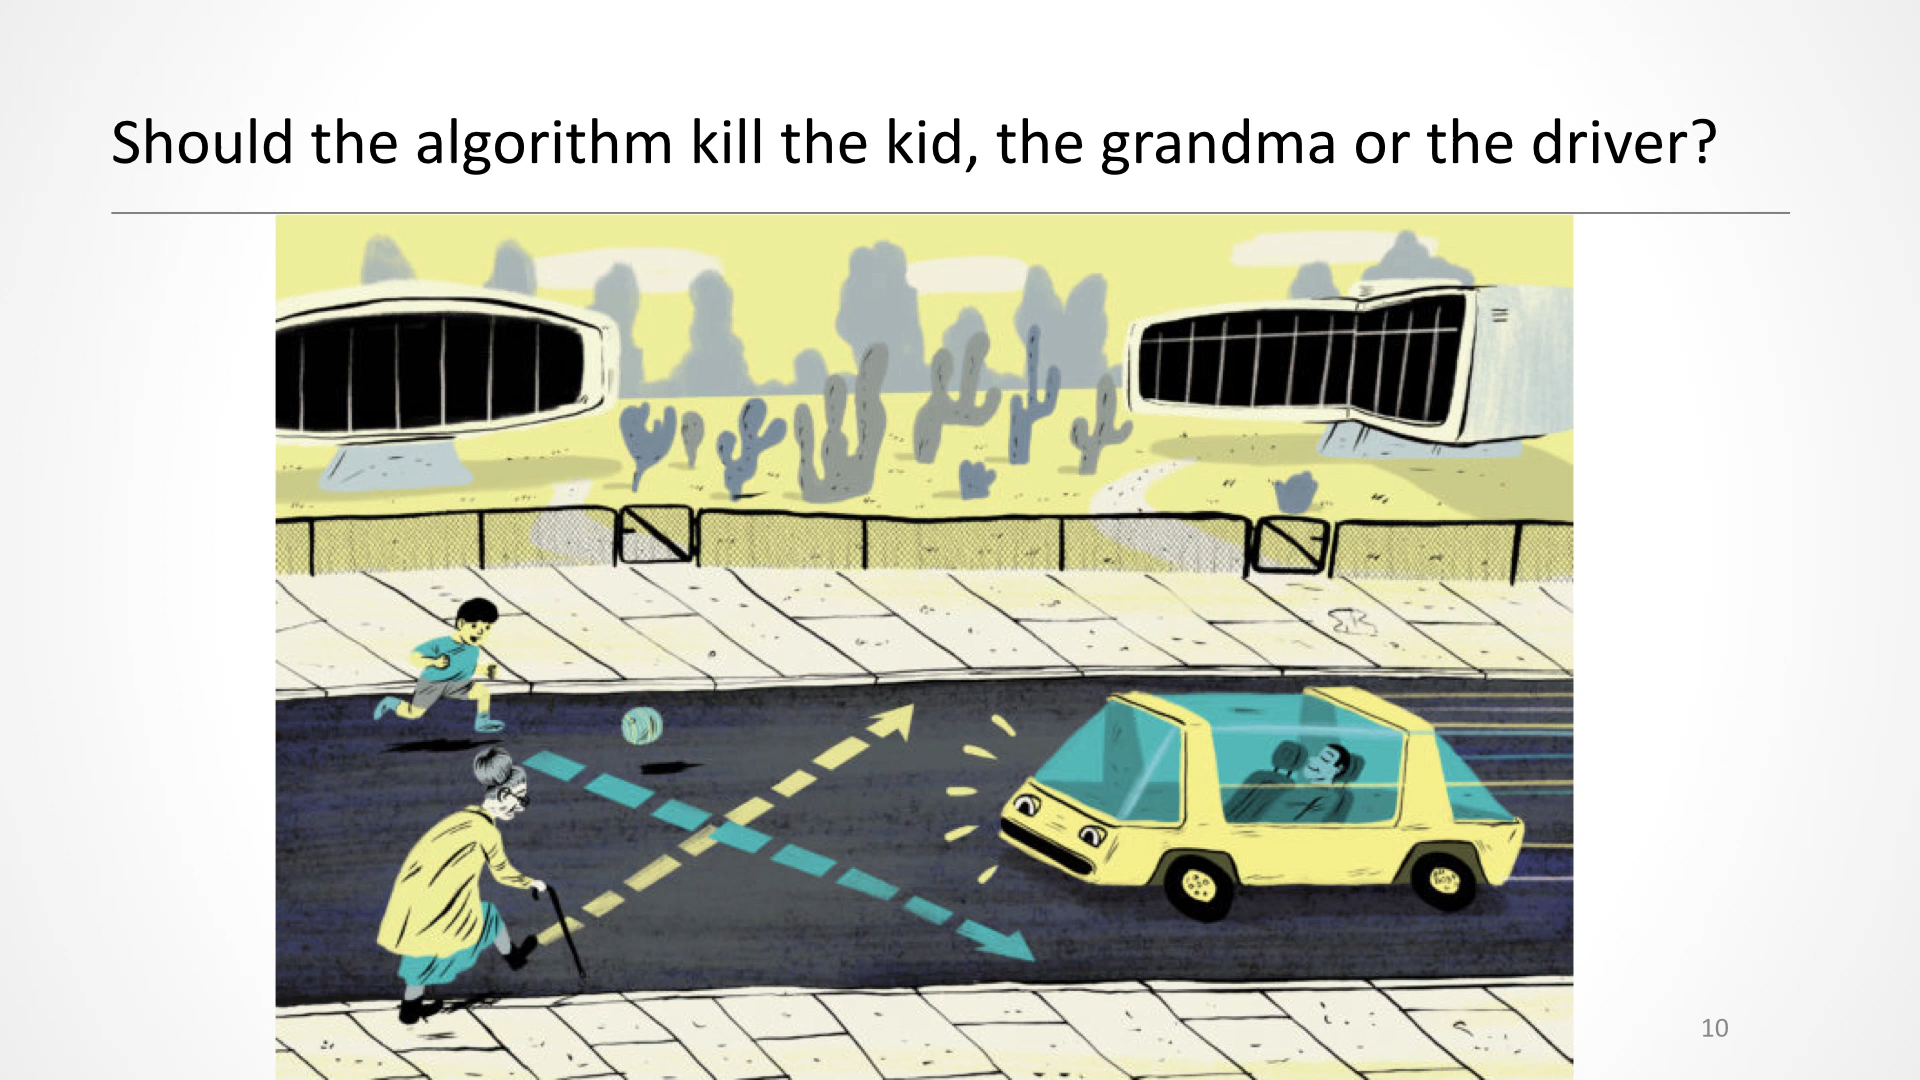 Should the algorithm kill the kid, the grandma or the driver?
10